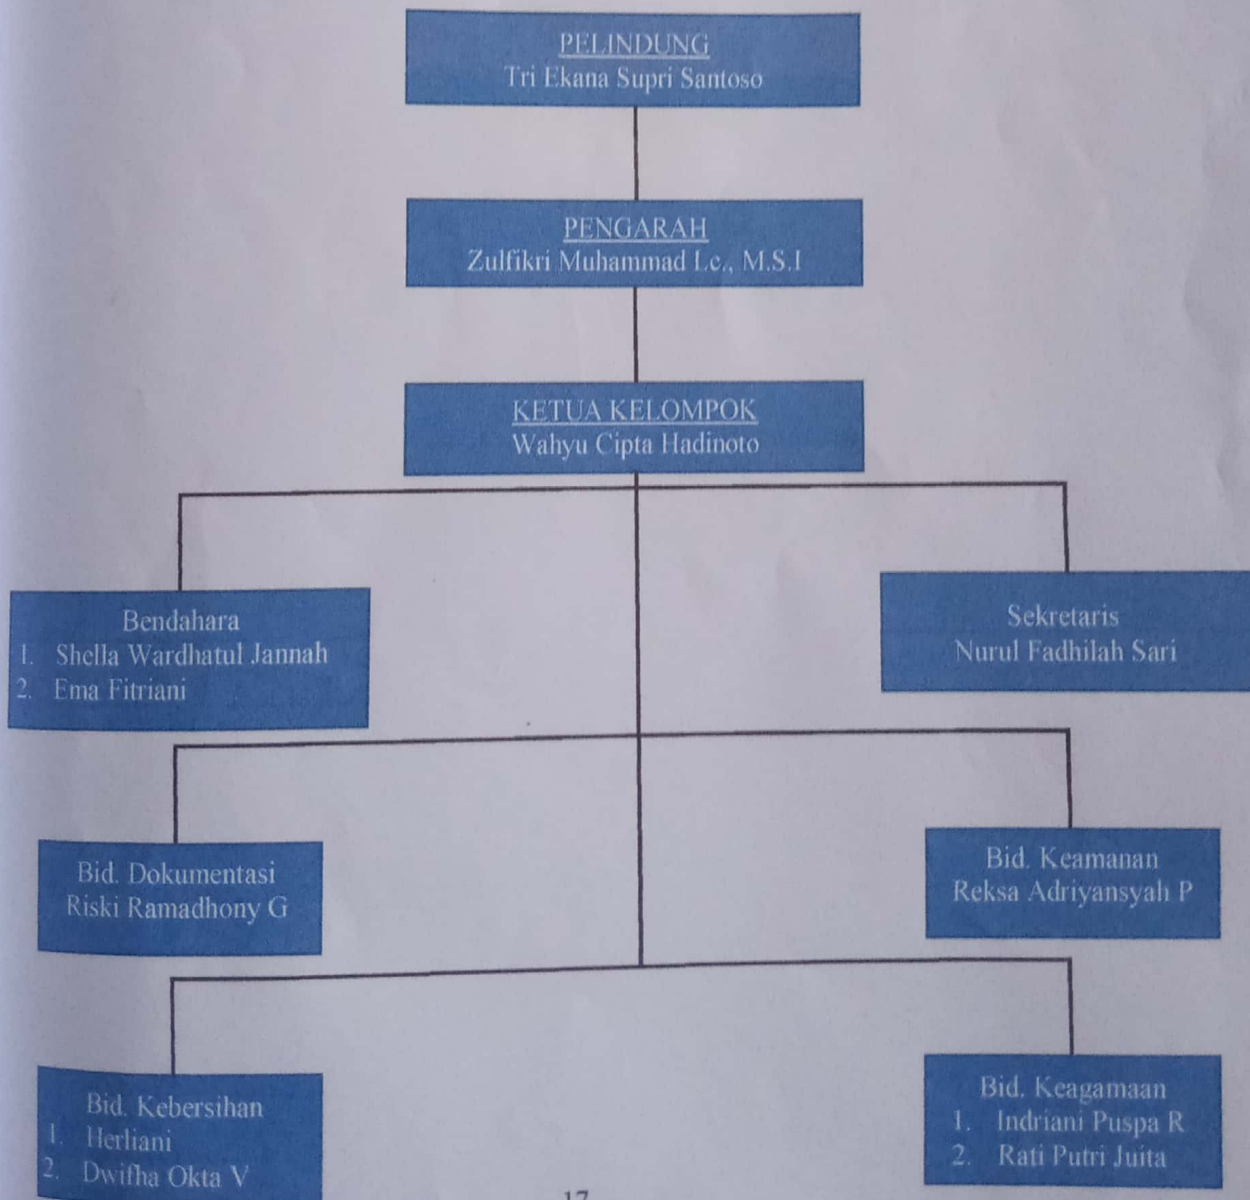 PELINDUNG
Tri Ekana Supri Santoso
PENGARAH
Zulfikri Muhammad Lc., M.S.I
KETUA KELOMPOK
Wahyu Cipta Hadinoto
Bendahara
1. Shella Wardhatul Jannah
2. Ema Fitriani
Sekretaris
Nurul Fadhilah Sari
Bid. Dokumentasi
Riski Ramadhony G
Bid. Keamanan
Reksa Adriyansyah P
Bid. Kebersihan
1. Herliani
2. Dwifha Okta V
Bid. Keagamaan
1. Indriani Puspa R
2. Rati Putri Juita
17